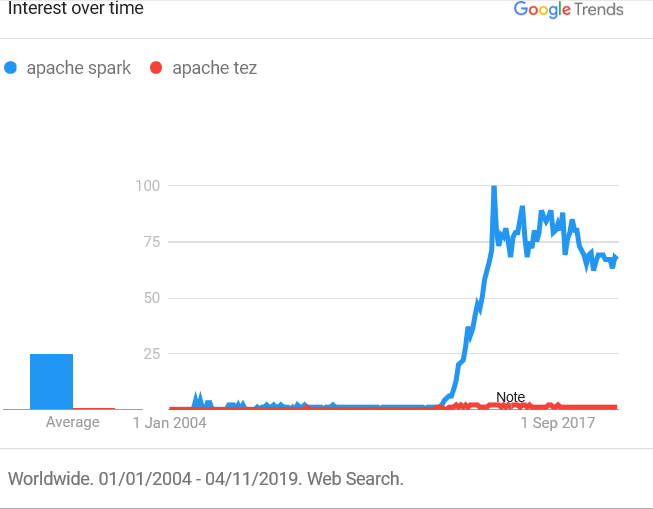 Interest over time
Google Trends
apache spark
apache tez
100
75
50
25
Note
Average
1 Jan 2004
1 Sep 2017
Worldwide. 01/01/2004 - 04/11/2019. Web Search.